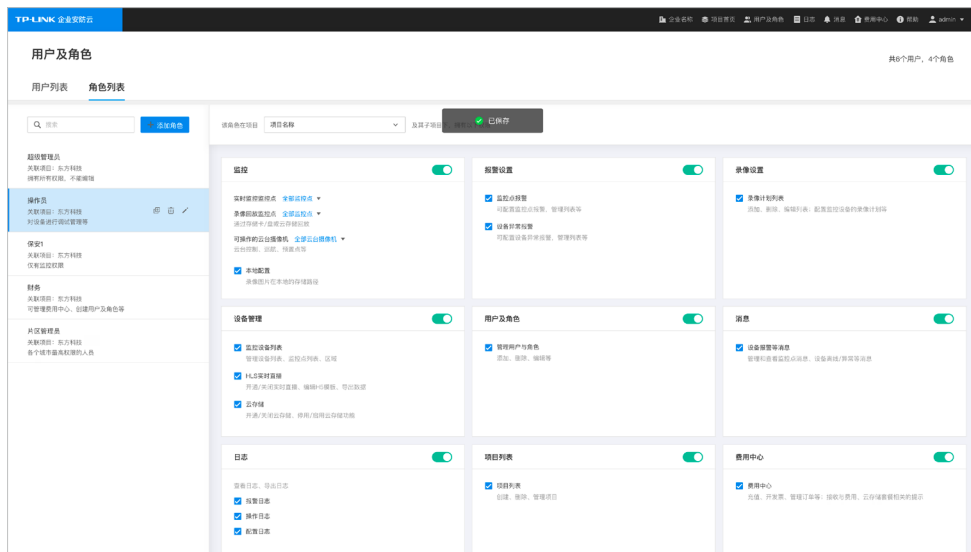 TP-LINK 企业安防云
企业名称 项目首页 用户及角色 日志 消息 费用中心 帮助 admin
用户及角色
共6个用户，4个角色
用户列表 角色列表
搜索 添加角色
该角色在项目 项目名称 及其子项目
已保存
超级管理员
关联项目：东方科技
拥有所有权限，不能编辑
操作员
关联项目：东方科技
对设备进行调试管理等
保安1
关联项目：东方科技
仅有监控权限
财务
关联项目：东方科技
可管理费用中心，创建用户及角色等
片区管理员
关联项目：东方科技
各个城市最高权限的人员
监控
实时监控监控点 全部监控点
录像回放监控点 全部监控点
通过存储卡/监控云存储回放
可操作的云台摄像机 全部云台摄像机
云台控制、巡航、预置点等
本地配置
录像图片在本地的存储路径
报警设置
监控点报警
可配置监控点报警，管理列表等
设备异常报警
可配置设备异常报警，管理列表等
录像设置
录像计划列表
添加、删除、编辑列表；配置监控设备的录像计划等
设备管理
监控设备列表
管理设备列表、监控点列表、区域
HLS实时直播
开通/关闭实时直播，编辑H5模板，导出数据
云存储
开通/关闭云存储，停用/启用云存储功能
用户及角色
管理用户与角色
添加、删除、编辑等
消息
设备报警等消息
管理和查看监控点消息，设备离线/异常等消息
日志
查看日志，导出日志
报警日志
操作日志
配置日志
项目列表
项目列表
创建、删除、管理项目
费用中心
费用中心
充值、开发票、管理订单等；接收与费用、云存储套餐相关的提示